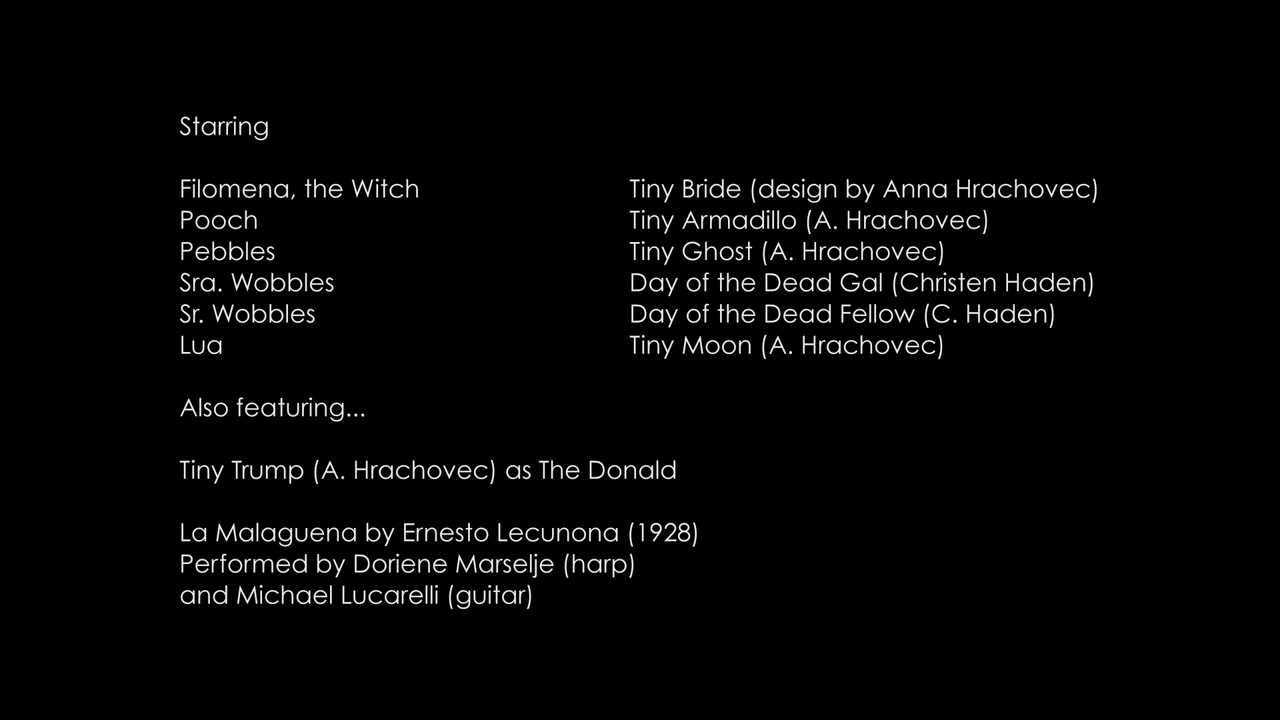 Starring
Filomena, the Witch Tiny Bride (design by Anna Hrachovec)
Pooch Tiny Armadillo (A. Hrachovec)
Pebbles Tiny Ghost (A. Hrachovec)
Sra. Wobbles Day of the Dead Gal (Christen Haden)
Sr. Wobbles Day of the Dead Fellow (C. Haden)
Lua Tiny Moon (A. Hrachovec)
Also featuring...
Tiny Trump (A. Hrachovec) as The Donald
La Malaguena by Ernesto Lecunona (1928)
Performed by Doriene Marselje (harp)
and Michael Lucarelli (guitar)